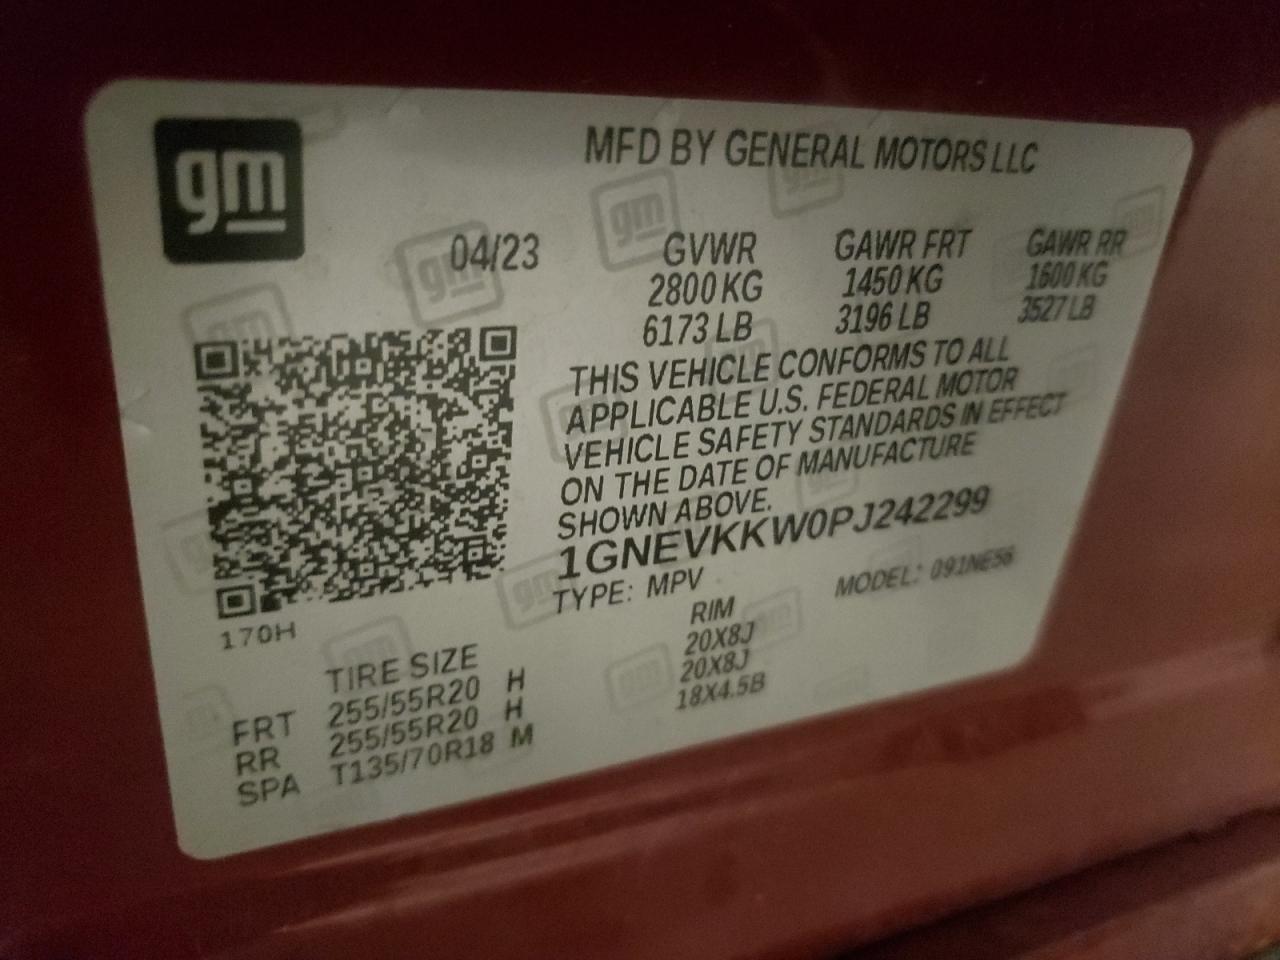 gm
MFD BY GENERAL MOTORS LLC
04/23 GVWR GAWR FRT GAWR RR
2800 KG 1450 KG 1600 KG
6173 LB 3196 LB 3527 LB
THIS VEHICLE CONFORMS TO ALL
APPLICABLE U.S. FEDERAL MOTOR
VEHICLE SAFETY STANDARDS IN EFFECT
ON THE DATE OF MANUFACTURE
SHOWN ABOVE.
1GNEVKKW0PJ242299
TYPE: MPV MODEL: 091NE56
170H
TIRE SIZE RIM
FRT 255/55R20 H 20X8J
RR 255/55R20 H 20X8J
SPA T135/70R18 M 18X4.5B